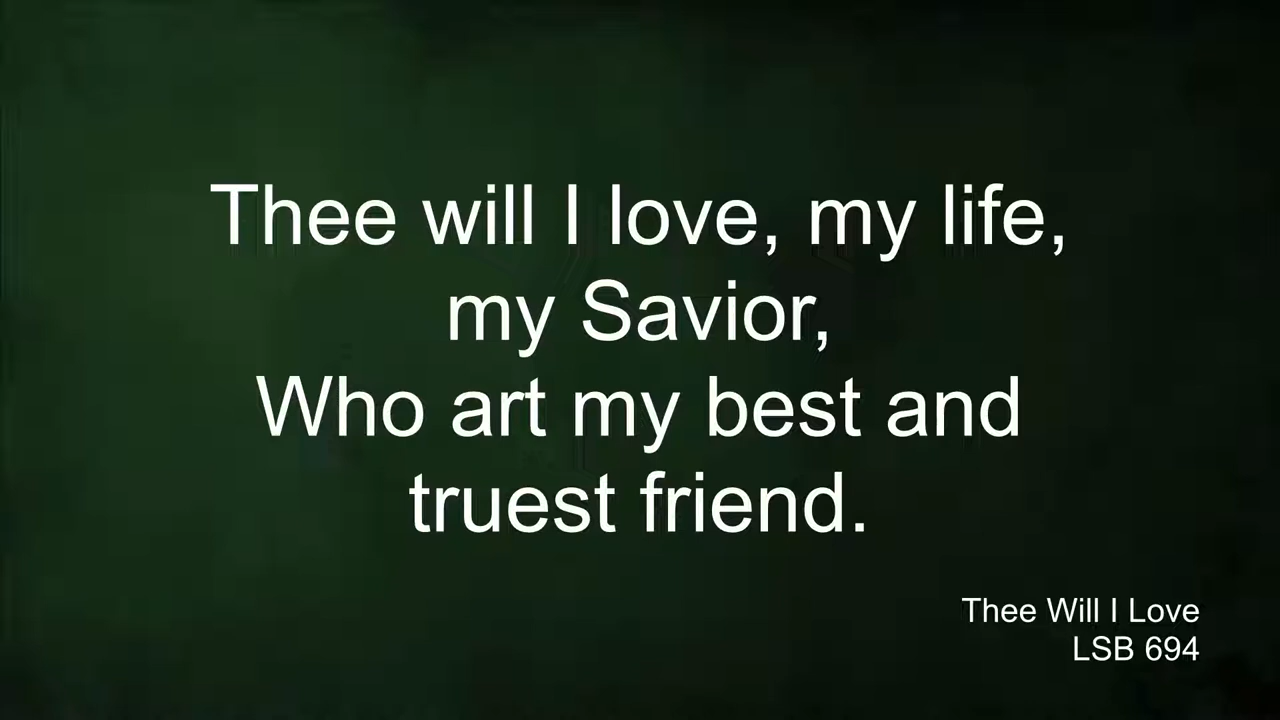 Thee will I love, my life,
my Savior,
Who art my best and
truest friend.
Thee Will I Love
LSB 694